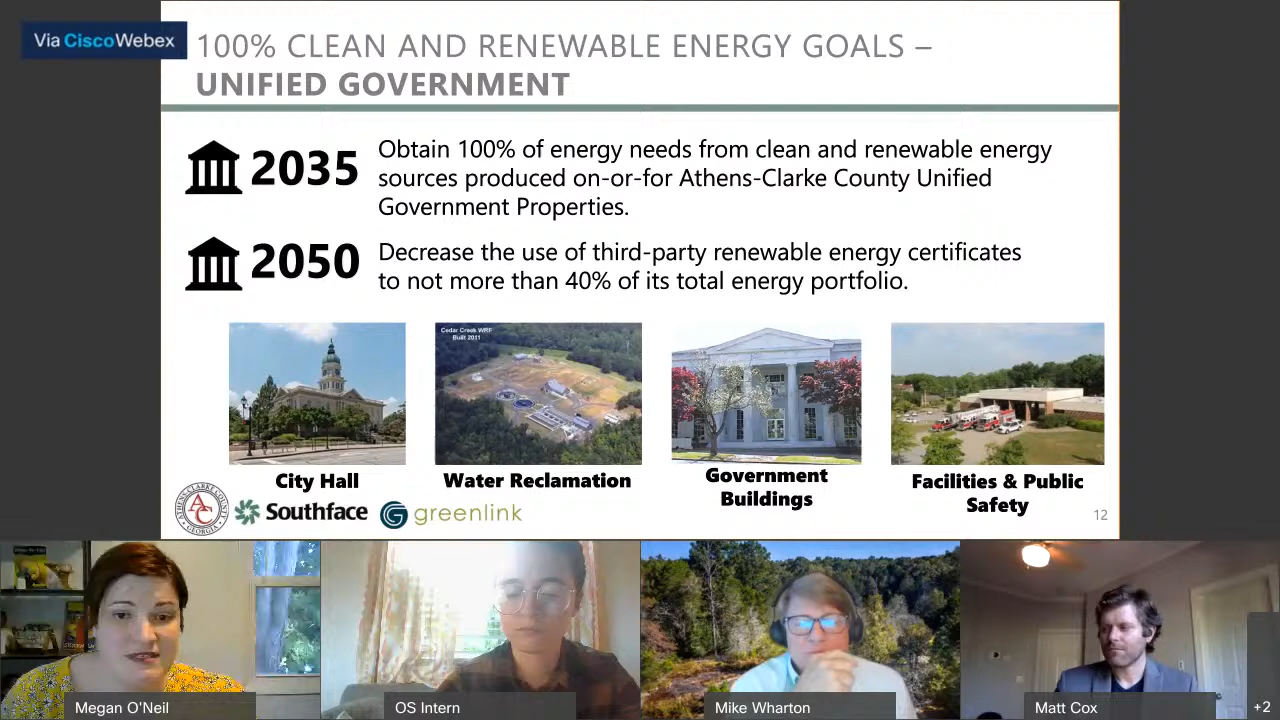 Via CiscoWebex
100% CLEAN AND RENEWABLE ENERGY GOALS –
UNIFIED GOVERNMENT
2035
Obtain 100% of energy needs from clean and renewable energy
sources produced on-or-for Athens-Clarke County Unified
Government Properties.
2050
Decrease the use of third-party renewable energy certificates
to not more than 40% of its total energy portfolio.
Cedar Creek WRF
Built 2011
City Hall
Water Reclamation
Government
Buildings
Facilities & Public
Safety
ATHENS-CLARKE COUNTY
GEORGIA
Southface
greenlink
12
Megan O'Neil
OS Intern
Mike Wharton
Matt Cox
+2